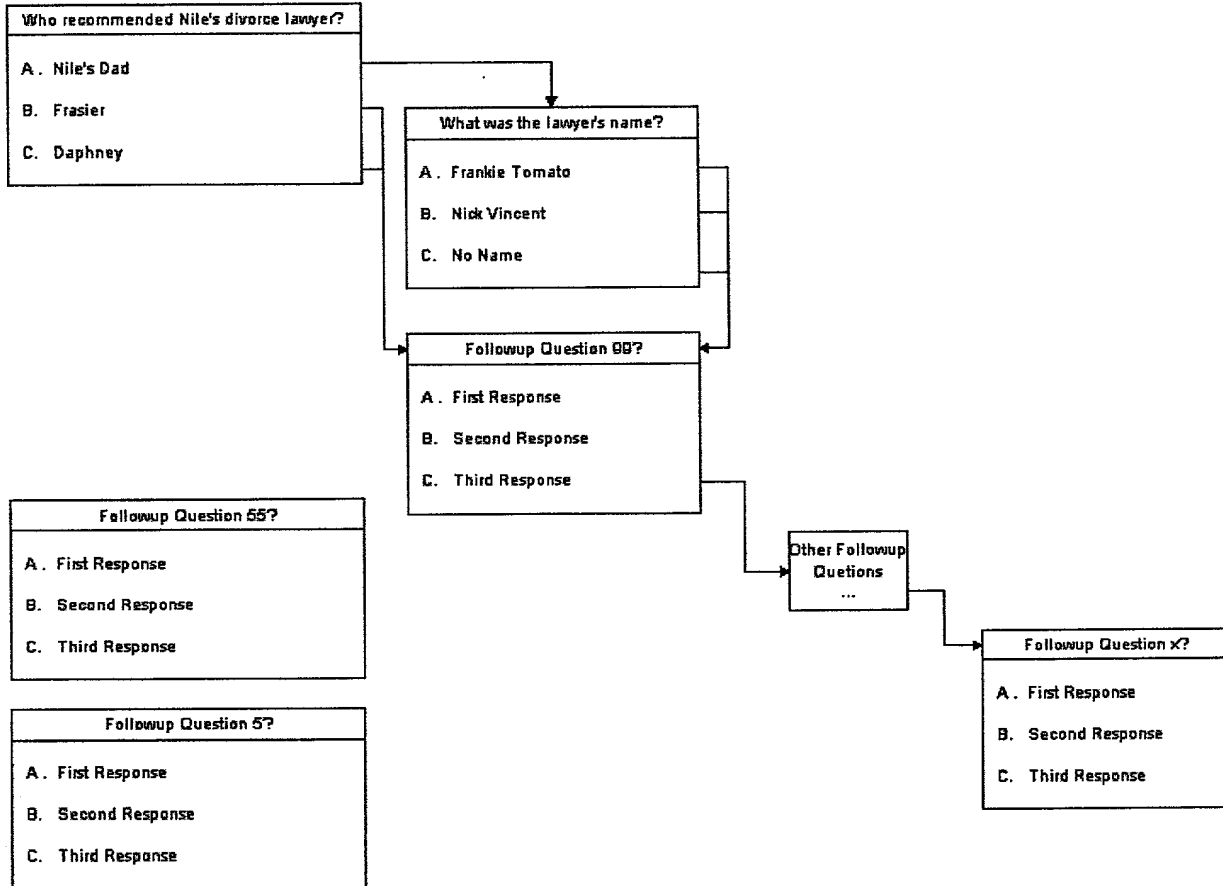 Who recommended Nile's divorce lawyer?
A. Nile's Dad
B. Frasier
C. Daphney
What was the lawyer's name?
A. Frankie Tomato
B. Nick Vincent
C. No Name
Followup Question 99?
A. First Response
B. Second Response
C. Third Response
Followup Question 55?
A. First Response
B. Second Response
C. Third Response
Other Followup
Quetions
...
Followup Question x?
A. First Response
B. Second Response
C. Third Response
Followup Question 5?
A. First Response
B. Second Response
C. Third Response